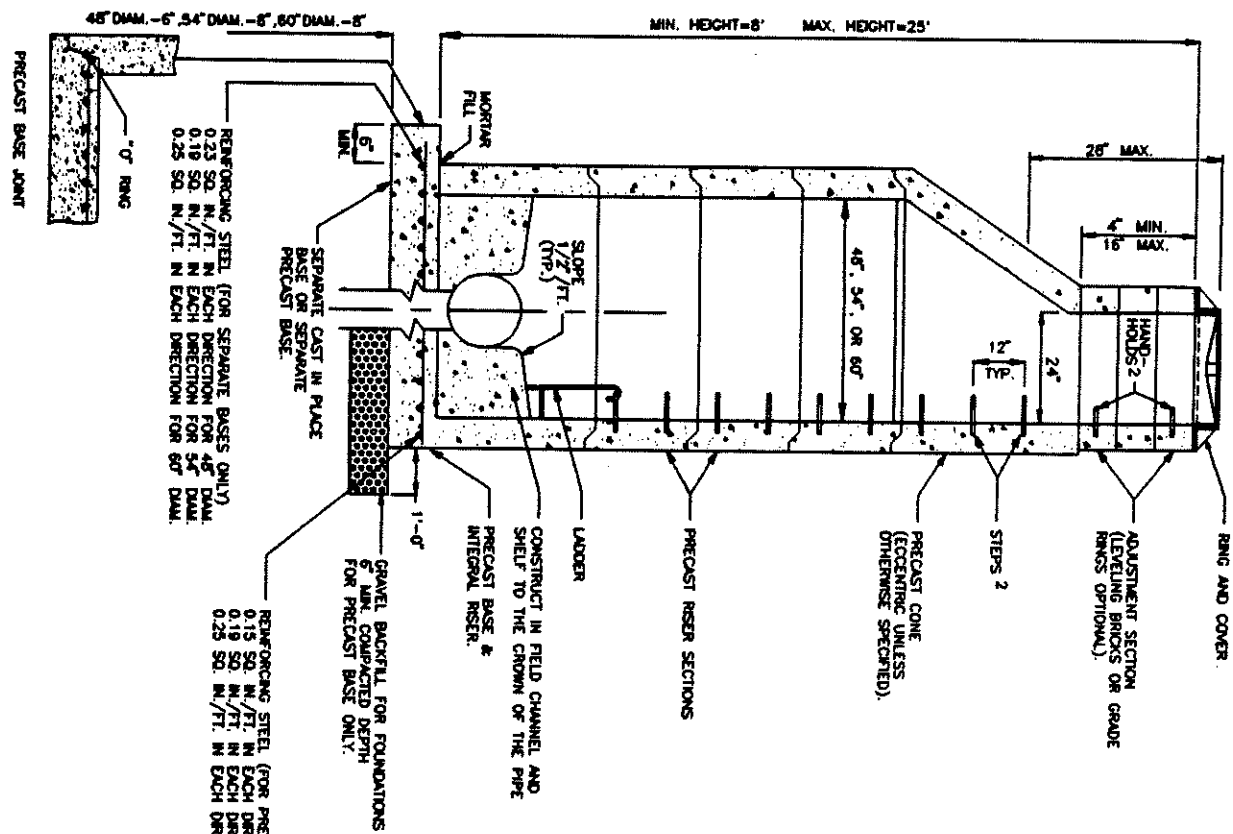 RING AND COVER
ADJUSTMENT SECTION
(LEVELING BRICKS OR GRADE
RINGS OPTIONAL).
STEPS 2
PRECAST CONE
(ECCENTRIC UNLESS
OTHERWISE SPECIFIED).
PRECAST RISER SECTIONS
LADDER
CONSTRUCT IN FIELD CHANNEL AND
SHELF TO THE CROWN OF THE PIPE
PRECAST BASE &
INTEGRAL RISER.
GRAVEL BACKFILL FOR FOUNDATIONS
6" MIN. COMPACTED DEPTH
FOR PRECAST BASE ONLY.
REINFORCING STEEL (FOR PRE
0.15 SQ. IN./FT. IN EACH DIR
0.19 SQ. IN./FT. IN EACH DIR
0.25 SQ. IN./FT. IN EACH DIR
HAND-
HOLDS 2
24"
12"
TYP.
48", 54", OR 60"
SLOPE
1/2"/FT.
(TYP.)
1'-0"
4" MIN.
16" MAX.
26" MAX.
MIN. HEIGHT=8' MAX. HEIGHT=25'
MORTAR
FILL
6"
MIN.
48" DIAM.-6", 54" DIAM.-8", 60" DIAM.-8"
SEPARATE CAST IN PLACE
BASE OR SEPARATE
PRECAST BASE.
REINFORCING STEEL (FOR SEPARATE BASES ONLY)
0.23 SQ. IN./FT. IN EACH DIRECTION FOR 48" DIAM.
0.19 SQ. IN./FT. IN EACH DIRECTION FOR 54" DIAM.
0.25 SQ. IN./FT. IN EACH DIRECTION FOR 60" DIAM.
"O" RING
PRECAST BASE JOINT